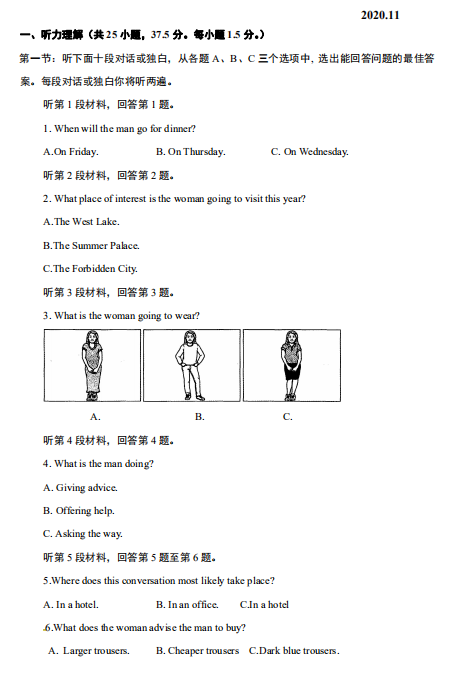 2020.11
一、听力理解（共 25 小题，37.5 分。每小题 1.5 分。）
第一节：听下面十段对话或独白，从各题 A、B、C 三个选项中，选出能回答问题的最佳答
案。每段对话或独白你将听两遍。
听第 1 段材料，回答第 1 题。
1. When will the man go for dinner?
A.On Friday. B. On Thursday. C. On Wednesday.
听第 2 段材料，回答第 2 题。
2. What place of interest is the woman going to visit this year?
A.The West Lake.
B.The Summer Palace.
C.The Forbidden City.
听第 3 段材料，回答第 3 题。
3. What is the woman going to wear?
A. B. C.
听第 4 段材料，回答第 4 题。
4. What is the man doing?
A. Giving advice.
B. Offering help.
C. Asking the way.
听第 5 段材料，回答第 5 题至第 6 题。
5.Where does this conversation most likely take place?
A. In a hotel. B. In an office. C.In a hotel
.6.What does the woman advise the man to buy?
A. Larger trousers. B. Cheaper trousers C.Dark blue trousers.